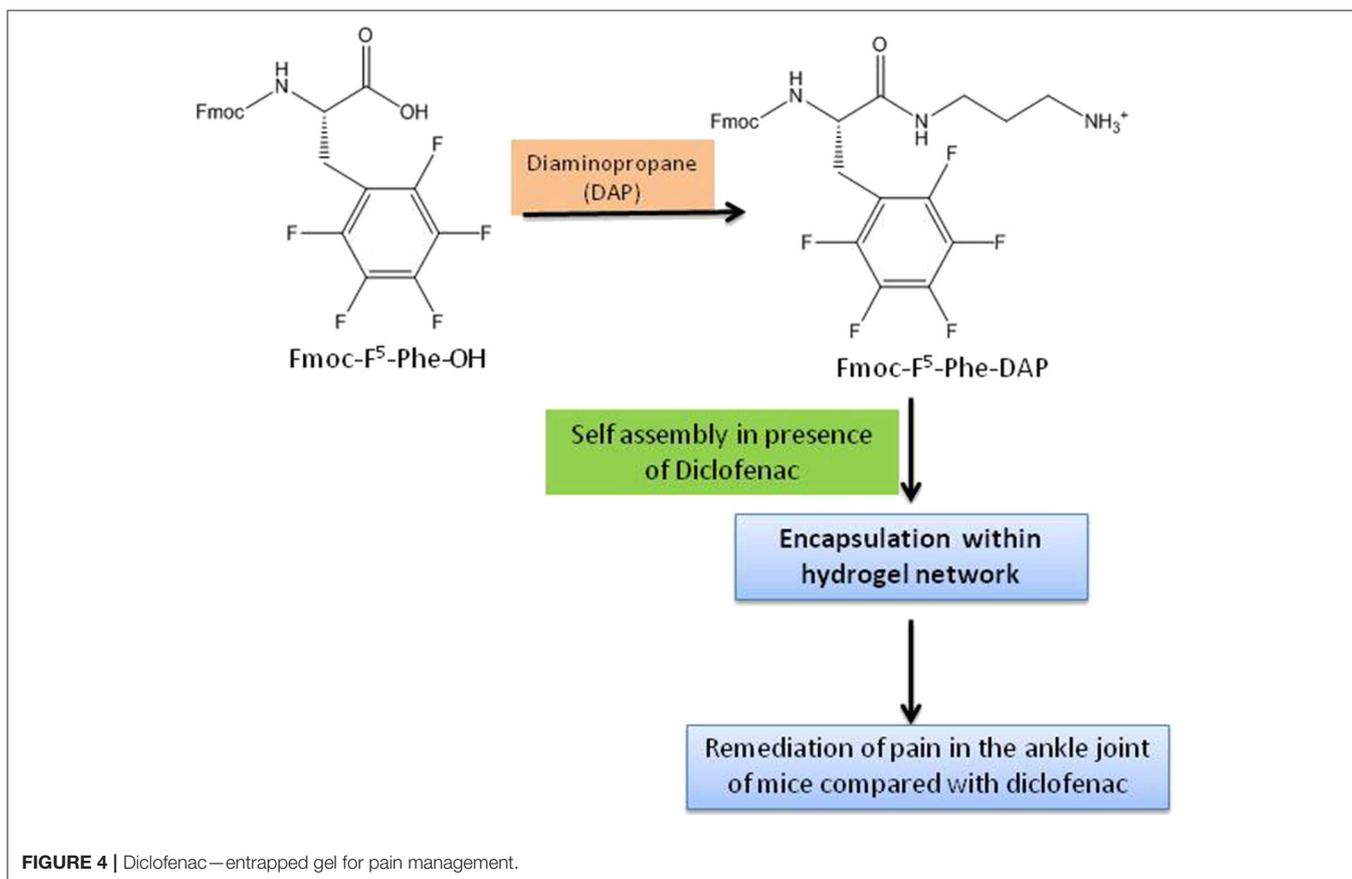 O
H
N
Fmoc
OH
F
F
F
F
F
Fmoc-F⁵-Phe-OH
Diaminopropane
(DAP)
O
H
N
Fmoc
N
H
NH₃⁺
F
F
F
F
F
Fmoc-F⁵-Phe-DAP
Self assembly in presence
of Diclofenac
Encapsulation within
hydrogel network
Remediation of pain in the ankle joint
of mice compared with diclofenac
FIGURE 4 | Diclofenac—entrapped gel for pain management.